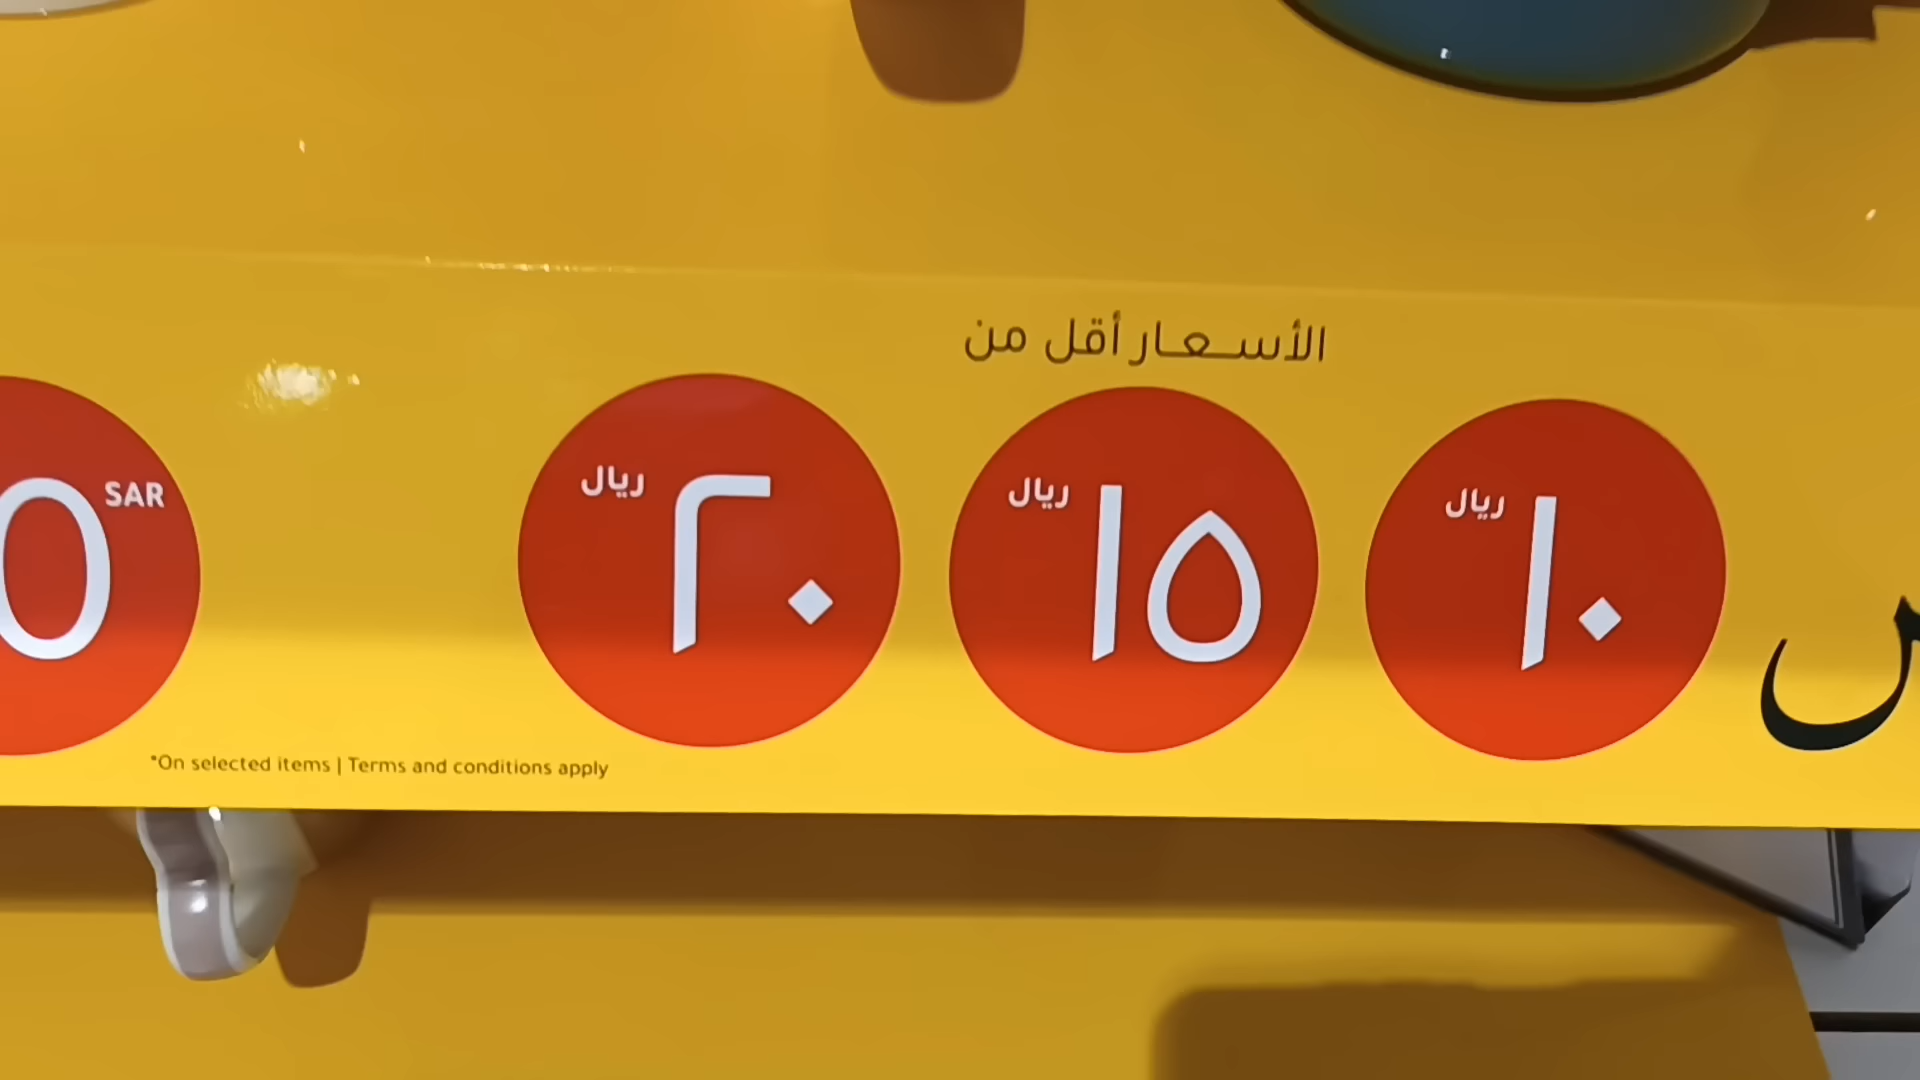 الأسعار أقل من
١٠ ريال
١٥ ريال
٢٠ ريال
SAR
*On selected items | Terms and conditions apply